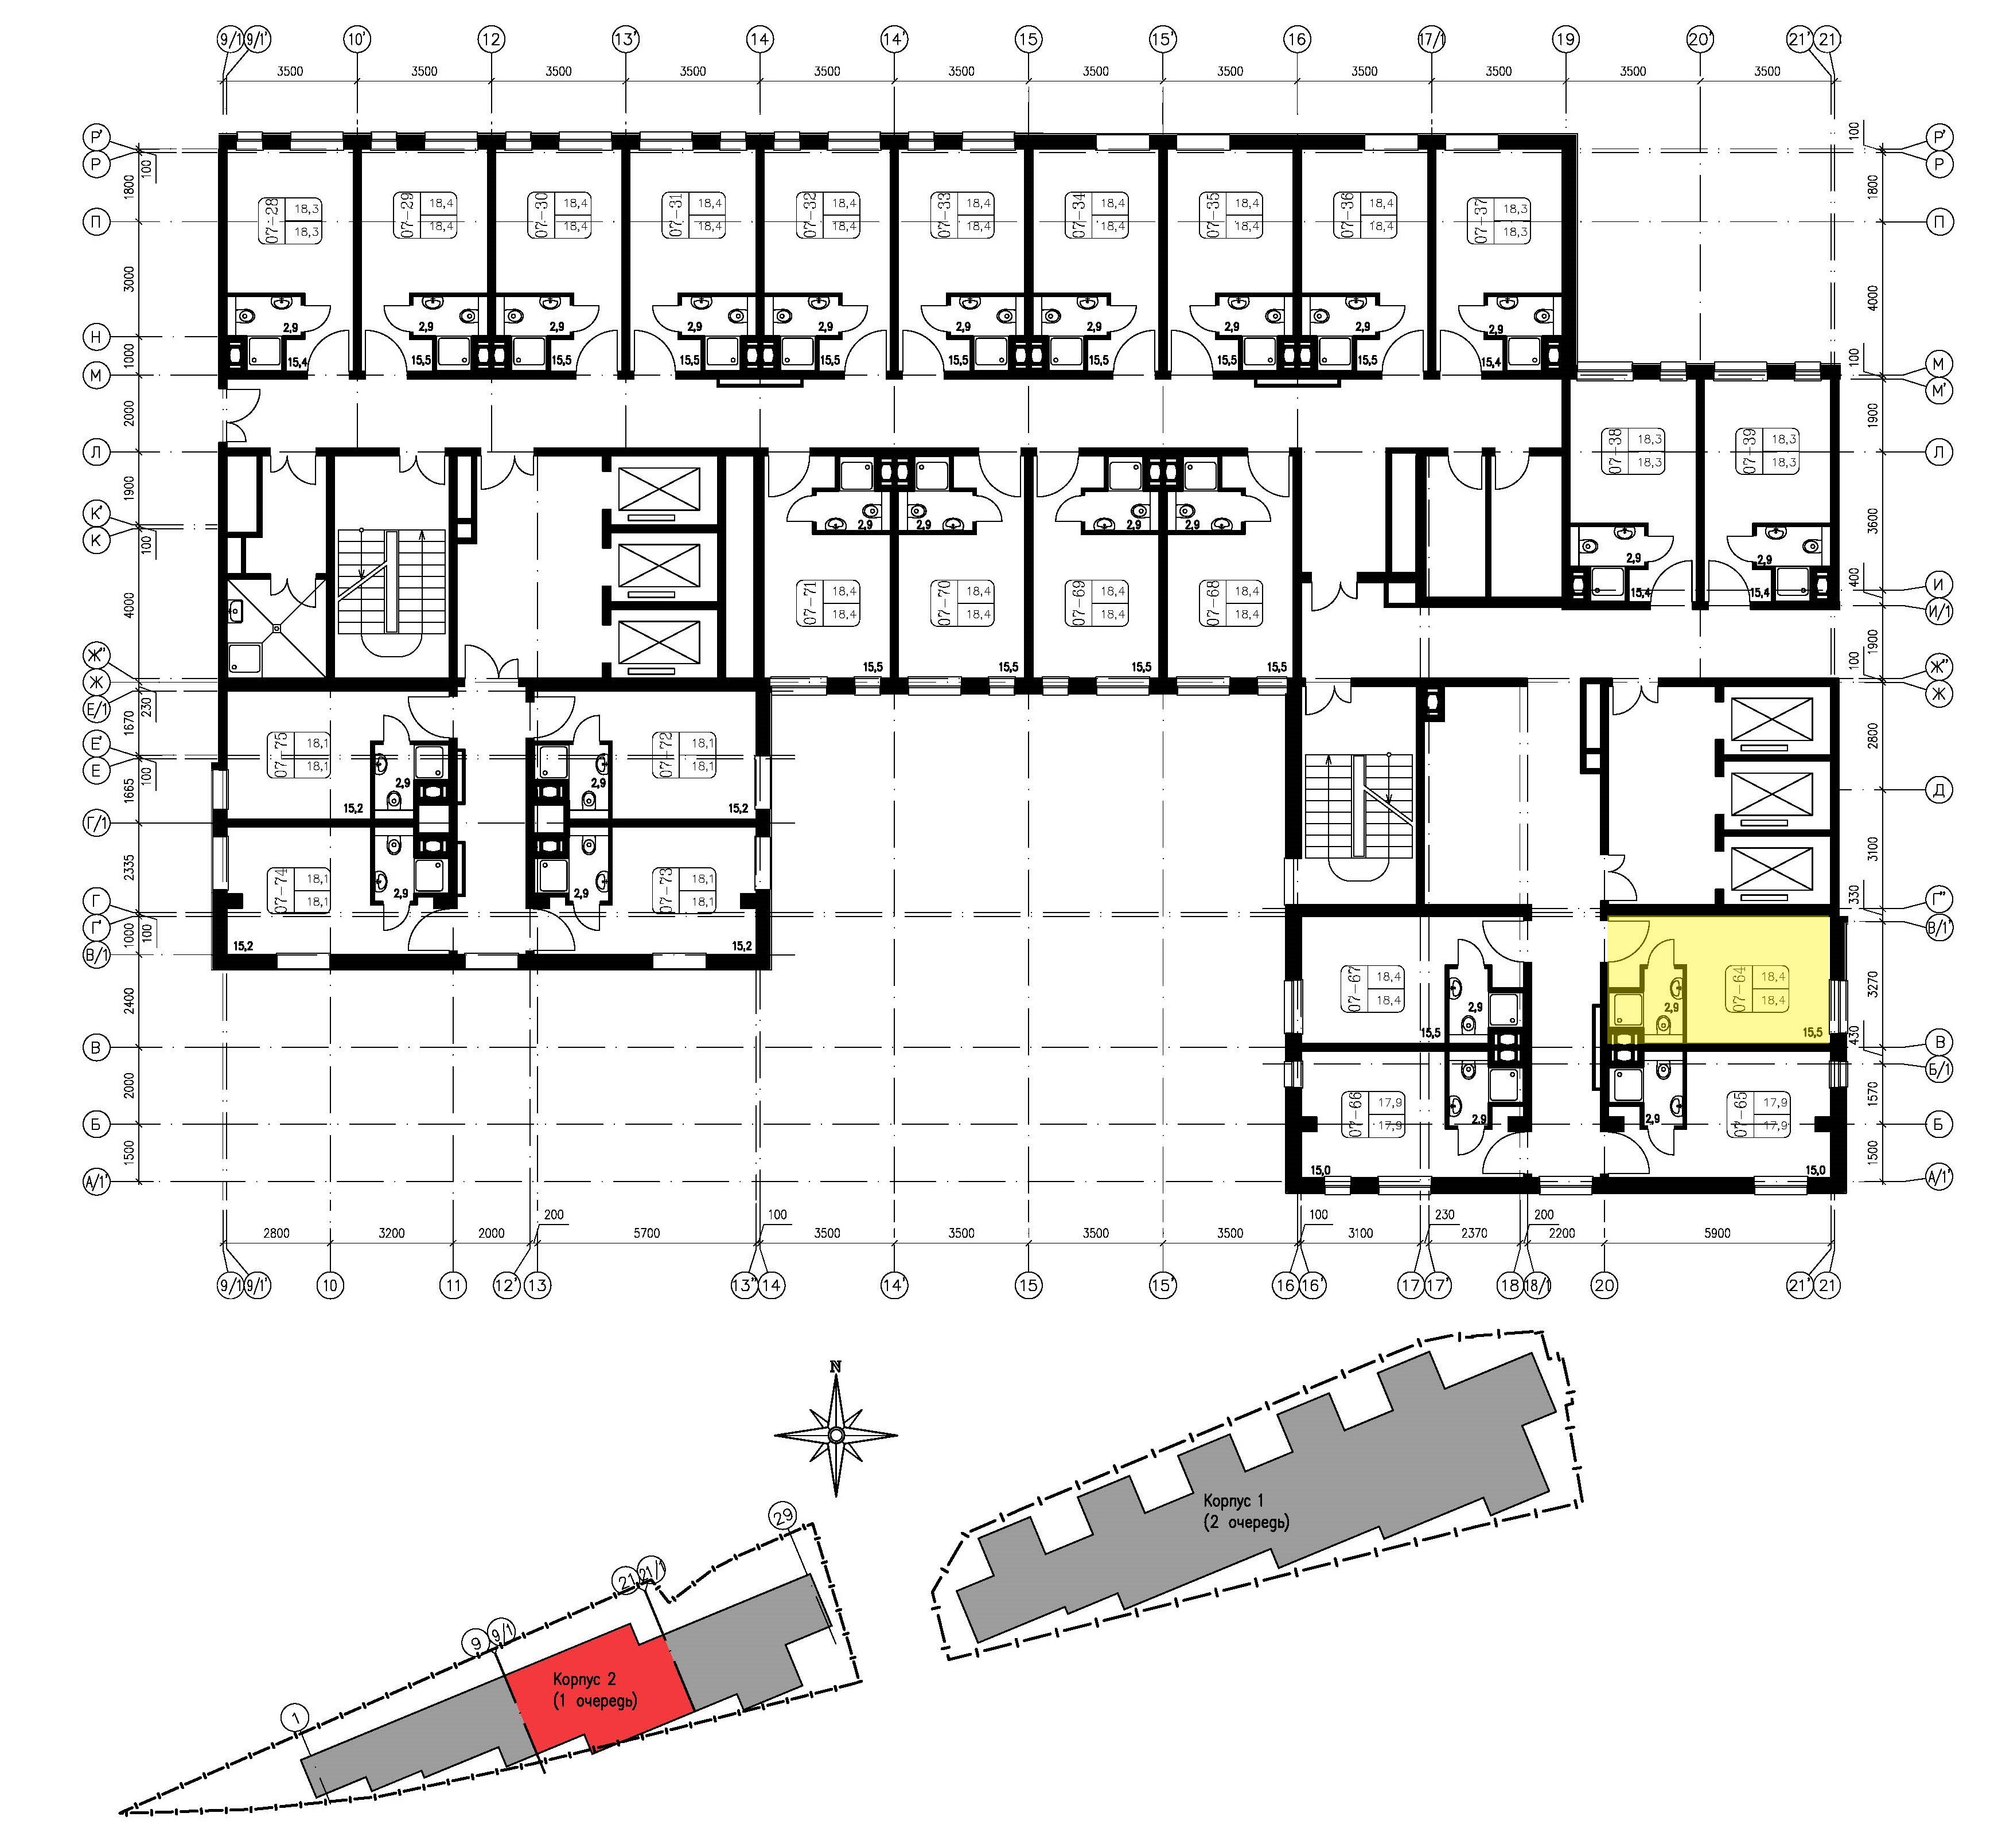 9/1 9/1' 10' 12 13' 14 14' 15 15' 16 17/1 19 20' 21' 21
3500 3500 3500 3500 3500 3500 3500 3500 3500 3500 3500 3500
Р' 100 100 Р'
Р Р
1800 1800
П 07-28 18,3 07-29 18,4 07-30 18,4 07-31 18,4 07-32 18,4 07-33 18,4 07-34 18,4 07-35 18,4 07-36 18,4 07-37 18,3 П
18,3 18,4 18,4 18,4 18,4 18,4 18,4 18,4 18,4 18,3
3000 4000
2,9 2,9 2,9 2,9 2,9 2,9 2,9 2,9 2,9 2,9
Н
1000 15,4 15,5 15,5 15,5 15,5 15,5 15,5 15,5 15,5 15,4 100
М М
М'
2000 1900
Л 07-38 18,3 07-39 18,3 Л
18,3 18,3
1900
К' 2,9 2,9 2,9 2,9 3600
К
100 2,9 2,9
4000 07-71 18,4 07-70 18,4 07-69 18,4 07-68 18,4 15,4 15,4 400 И
18,4 18,4 18,4 18,4 И/1
1900
Ж" 15,5 15,5 15,5 15,5 100 Ж"
Ж Ж
Е/1 230
1670 2800
Е' 07-75 18,1 07-72 18,1
Е 18,1 18,1
100 2,9 2,9
1665 15,2 15,2 Д
Г/1
2335 3100
07-74 18,1 07-73 18,1
18,1 18,1
Г 2,9 2,9 330 Г"
Г' 100
1000 15,2 15,2 В/1'
В/1
07-67 18,4 07-64 18,4 3270
18,4 18,4
2400 2,9 2,9
15,5 15,5 430
В В
Б/1
2000 1570
07-66 17,9 07-65 17,9
17,9 17,9
Б 2,9 2,9 Б
1500 1500
15,0 15,0
А/1' А/1'
200 100 100 230 200
2800 3200 2000 5700 3500 3500 3500 3500 3100 2370 2200 5900
9/1 9/1' 10 11 12' 13 13" 14 14' 15 15' 16 16' 17 17' 18 18/1 20 21' 21
N
Корпус 1
(2 очередь)
29
21 21/1
9 9/1
Корпус 2
(1 очередь)
1